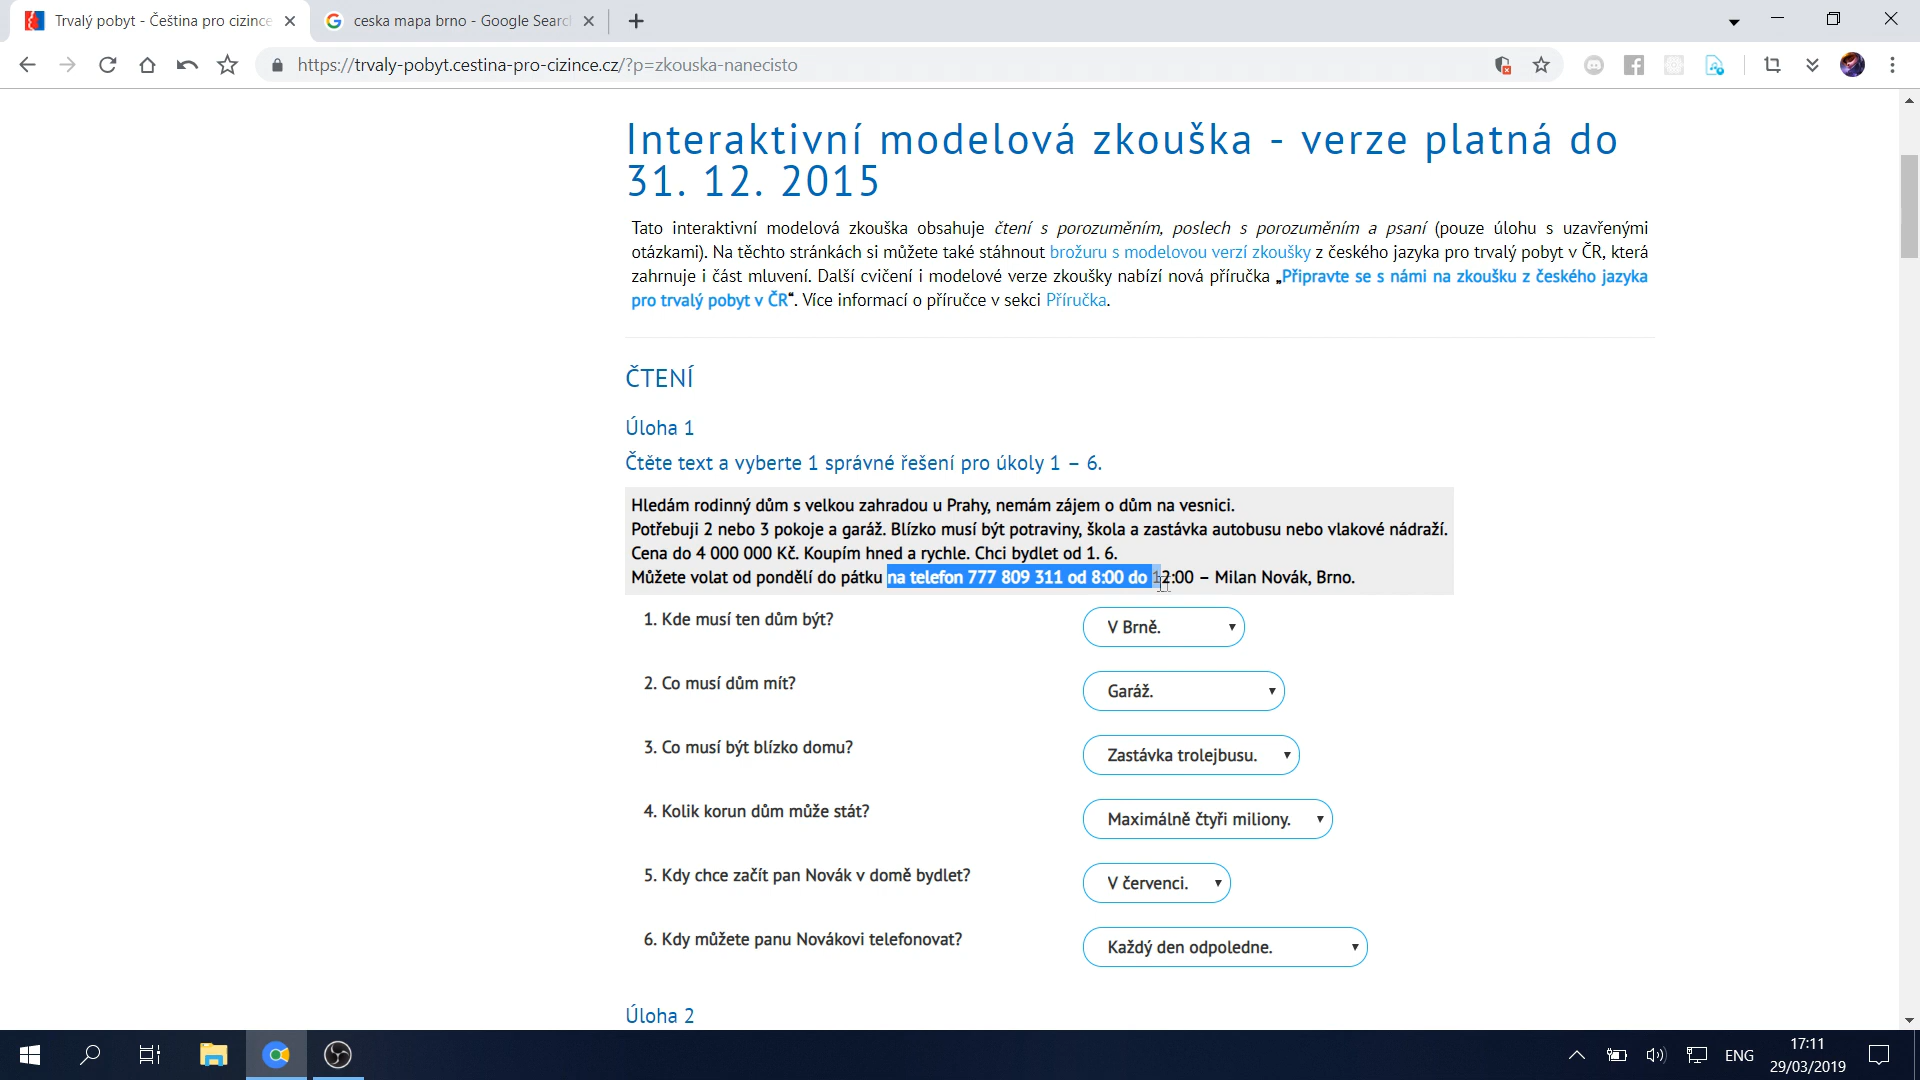 Trvalý pobyt - Čeština pro cizince
ceska mapa brno - Google Search
https://trvaly-pobyt.cestina-pro-cizince.cz/?p=zkouska-nanecisto
Interaktivní modelová zkouška - verze platná do
31. 12. 2015
Tato interaktivní modelová zkouška obsahuje čtení s porozuměním, poslech s porozuměním a psaní (pouze úlohu s uzavřenými
otázkami). Na těchto stránkách si můžete také stáhnout brožuru s modelovou verzí zkoušky z českého jazyka pro trvalý pobyt v ČR, která
zahrnuje i část mluvení. Další cvičení i modelové verze zkoušky nabízí nová příručka „Připravte se s námi na zkoušku z českého jazyka
pro trvalý pobyt v ČR“. Více informací o příručce v sekci Příručka.
ČTENÍ
Úloha 1
Čtěte text a vyberte 1 správné řešení pro úkoly 1 – 6.
Hledám rodinný dům s velkou zahradou u Prahy, nemám zájem o dům na vesnici.
Potřebuji 2 nebo 3 pokoje a garáž. Blízko musí být potraviny, škola a zastávka autobusu nebo vlakové nádraží.
Cena do 4 000 000 Kč. Koupím hned a rychle. Chci bydlet od 1. 6.
Můžete volat od pondělí do pátku na telefon 777 809 311 od 8:00 do 12:00 – Milan Novák, Brno.
1. Kde musí ten dům být?
V Brně.
2. Co musí dům mít?
Garáž.
3. Co musí být blízko domu?
Zastávka trolejbusu.
4. Kolik korun dům může stát?
Maximálně čtyři miliony.
5. Kdy chce začít pan Novák v domě bydlet?
V červenci.
6. Kdy můžete panu Novákovi telefonovat?
Každý den odpoledne.
Úloha 2
ENG
17:11
29/03/2019